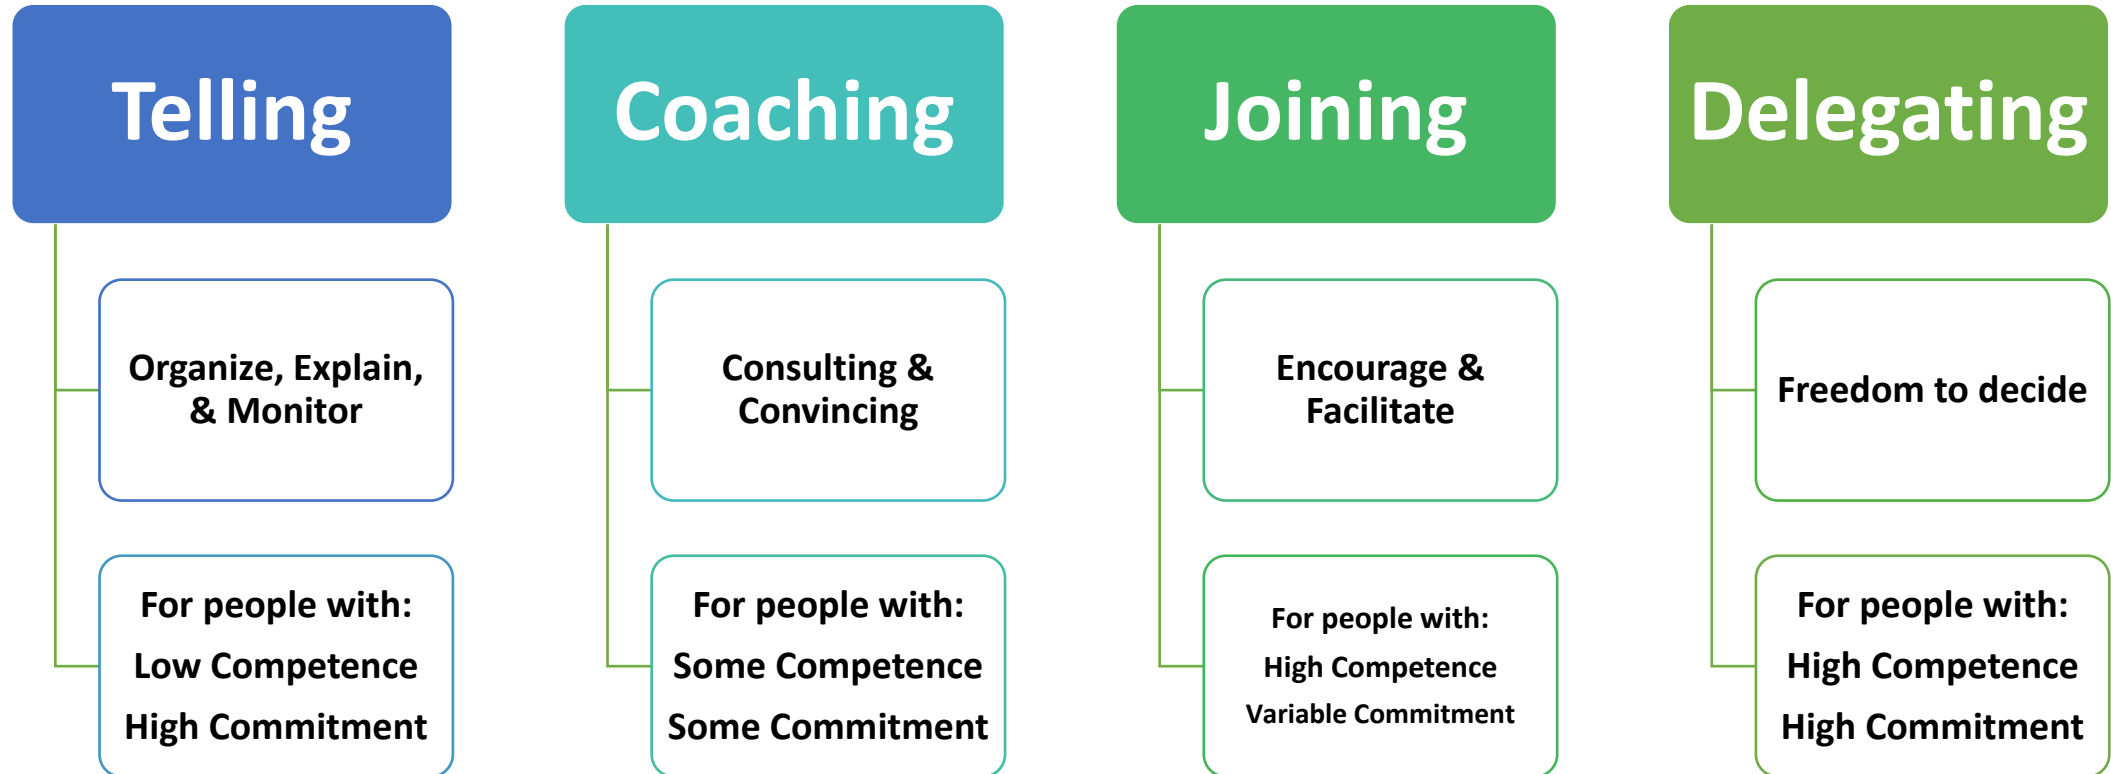 Telling
Organize, Explain,
& Monitor
For people with:
Low Competence
High Commitment
Coaching
Consulting &
Convincing
For people with:
Some Competence
Some Commitment
Joining
Encourage &
Facilitate
For people with:
High Competence
Variable Commitment
Delegating
Freedom to decide
For people with:
High Competence
High Commitment